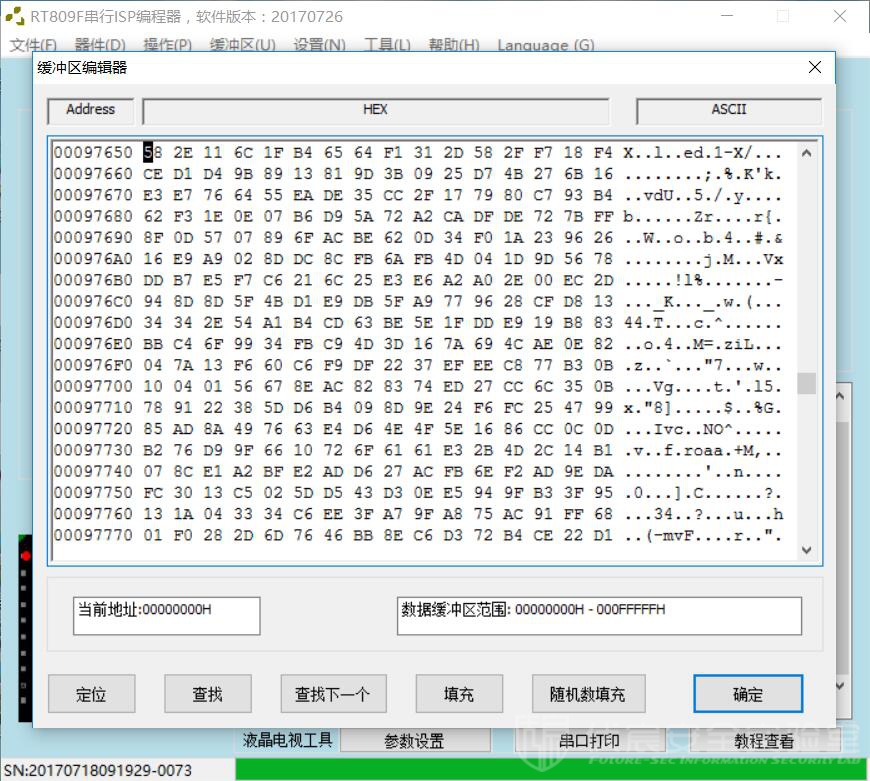 RT809F串行ISP编程器，软件版本：20170726
文件(F) 器件(D) 操作(P) 缓冲区(U) 设置(N) 工具(L) 帮助(H) Language (G)
缓冲区编辑器
Address HEX ASCII
00097650 58 2E 11 6C 1F B4 65 64 F1 31 2D 58 2F F7 18 F4 X..l..ed.1-X/...
00097660 CE D1 D4 9B 89 13 81 9D 3B 09 25 D7 4B 27 6B 16 ........;.%.K'k.
00097670 E3 E7 76 64 55 EA DE 35 CC 2F 17 79 80 C7 93 B4 ..vdU..5./.y....
00097680 62 F3 1E 0E 07 B6 D9 5A 72 A2 CA DF DE 72 7B FF b......Zr....r{.
00097690 8F 0D 57 07 89 6F AC BE 62 0D 34 F0 1A 23 96 26 ..W..o..b.4..#.&
000976A0 16 E9 A9 02 8D DC 8C FB 6A FB 4D 04 1D 9D 56 78 ........j.M...Vx
000976B0 DD B7 E5 F7 C6 21 6C 25 E3 E6 A2 A0 2E 00 EC 2D .....!l%.......-
000976C0 94 8D 8D 5F 4B D1 E9 DB 5F A9 77 96 28 CF D8 13 ..._K..._.w.(...
000976D0 34 34 2E 54 A1 B4 CD 63 BE 5E 1F DD E9 19 B8 83 44.T...c.^......
000976E0 BB C4 6F 99 34 FB C9 4D 3D 16 7A 69 4C AE 0E 82 ..o.4..M=.ziL...
000976F0 04 7A 13 F6 60 C6 F9 DF 22 37 EF EE C8 77 B3 0B .z..`..."7...w..
00097700 10 04 01 56 67 8E AC 82 83 74 ED 27 CC 6C 35 0B ...Vg....t.'.l5.
00097710 78 91 22 38 5D D6 B4 09 8D 9E 24 F6 FC 25 47 99 x."8].....$..%G.
00097720 85 AD 8A 49 76 63 E4 D6 4E 4F 5E 16 86 CC 0C 0D ...Ivc..NO^.....
00097730 B2 76 D9 9F 66 10 72 6F 61 61 E3 2B 4D 2C 14 B1 .v..f.roaa.+M,..
00097740 07 8C E1 A2 BF E2 AD D6 27 AC FB 6E F2 AD 9E DA ........'..n....
00097750 FC 30 13 C5 02 5D D5 43 D3 0E E5 94 9F B3 3F 95 .0...].C......?.
00097760 13 1A 04 33 34 C6 EE 3F A7 9F A8 75 AC 91 FF 68 ...34..?...u...h
00097770 01 F0 28 2D 6D 76 46 BB 8E C6 D3 72 B4 CE 22 D1 ..(-mvF....r..".
当前地址:00000000H 数据缓冲区范围: 00000000H - 000FFFFFH
定位 查找 查找下一个 填充 随机数填充 确定
液晶电视工具 参数设置 串口打印 教程查看
FUTURE-SEC INFORMATION SECURITY LAB
SN:20170718091929-0073